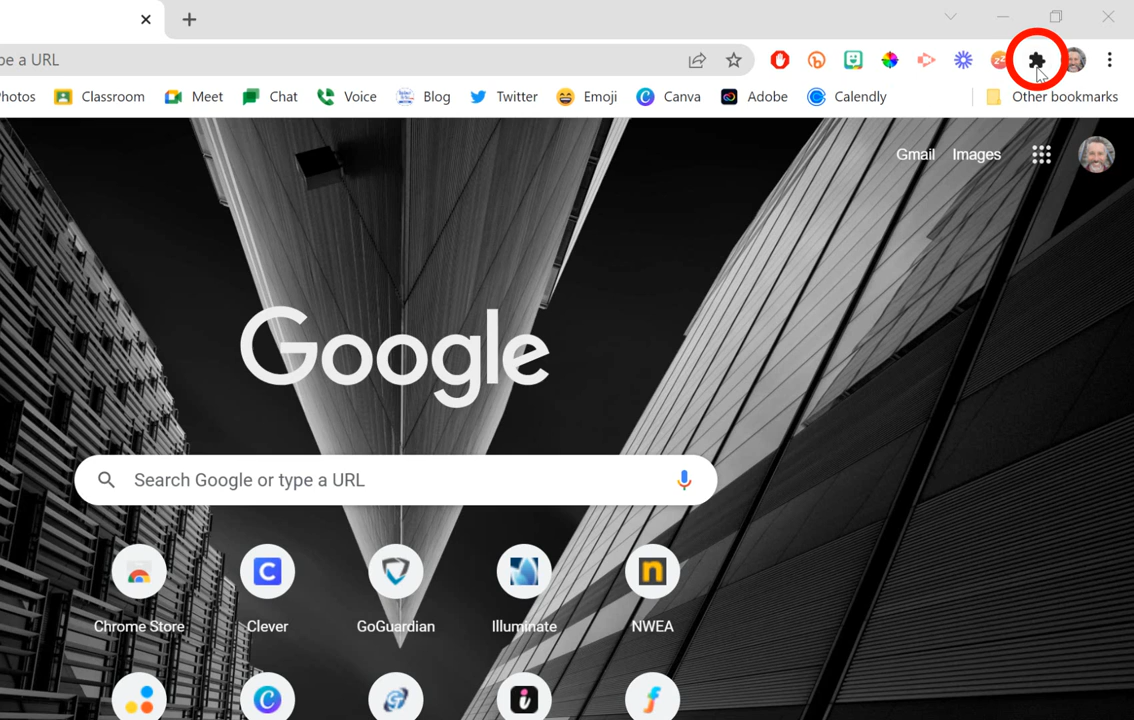 pe a URL
Photos Classroom Meet Chat Voice Blog Twitter Emoji Canva Adobe Calendly Other bookmarks
Gmail Images
Google
Search Google or type a URL
Chrome Store Clever GoGuardian Illuminate NWEA